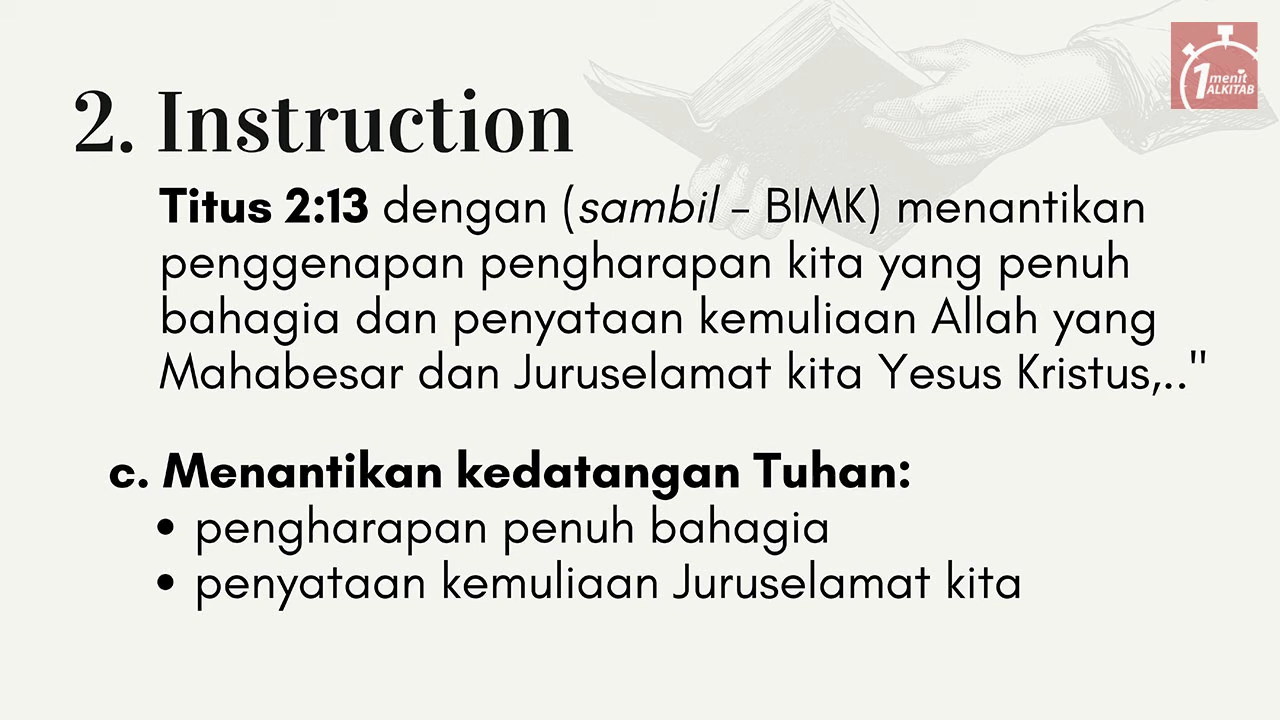 1 menit
ALKITAB
2. Instruction
Titus 2:13 dengan (sambil – BIMK) menantikan
penggenapan pengharapan kita yang penuh
bahagia dan penyataan kemuliaan Allah yang
Mahabesar dan Juruselamat kita Yesus Kristus,.."
c. Menantikan kedatangan Tuhan:
• pengharapan penuh bahagia
• penyataan kemuliaan Juruselamat kita